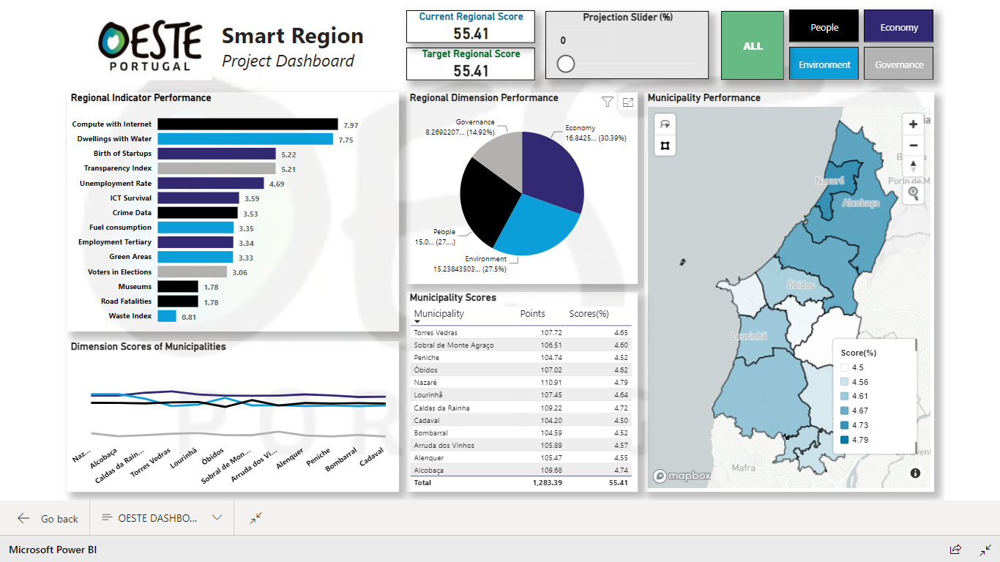 OESTE
PORTUGAL
Smart Region
Project Dashboard
Current Regional Score
55.41
Target Regional Score
55.41
Projection Slider (%)
0
ALL
People
Economy
Environment
Governance
Regional Indicator Performance
Compute with Internet 7.97
Dwellings with Water 7.75
Birth of Startups 5.22
Transparency Index 5.21
Unemployment Rate 4.69
ICT Survival 3.59
Crime Data 3.53
Fuel consumption 3.35
Employment Tertiary 3.34
Green Areas 3.33
Voters in Elections 3.06
Museums 1.78
Road Fatalities 1.78
Waste Index 0.81
Dimension Scores of Municipalities
Naz...
Alcobaça
Caldas da Rain...
Torres Vedras
Lourinhã
Óbidos
Sobral de Mon...
Arruda dos Vi...
Alenquer
Peniche
Bombarral
Cadaval
Regional Dimension Performance
Governance
8.2692207... (14.92%)
Economy
16.8425... (30.39%)
People
15.0... (27....)
Environment
15.23843503... (27.5%)
Municipality Scores
Municipality Points Scores(%)
Torres Vedras 107.72 4.65
Sobral de Monte Agraço 106.51 4.60
Peniche 104.74 4.52
Óbidos 107.02 4.62
Nazaré 110.91 4.79
Lourinhã 107.45 4.64
Caldas da Rainha 109.22 4.72
Cadaval 104.20 4.50
Bombarral 104.59 4.52
Arruda dos Vinhos 105.89 4.57
Alenquer 105.47 4.55
Alcobaça 109.68 4.74
Total 1,283.39 55.41
Municipality Performance
Nazaré
Porto de M
Alcobaça
Óbidos
Lourinhã
Mafra
Score(%)
4.5
4.56
4.61
4.67
4.73
4.79
mapbox
Go back
OESTE DASHBO...
Microsoft Power BI